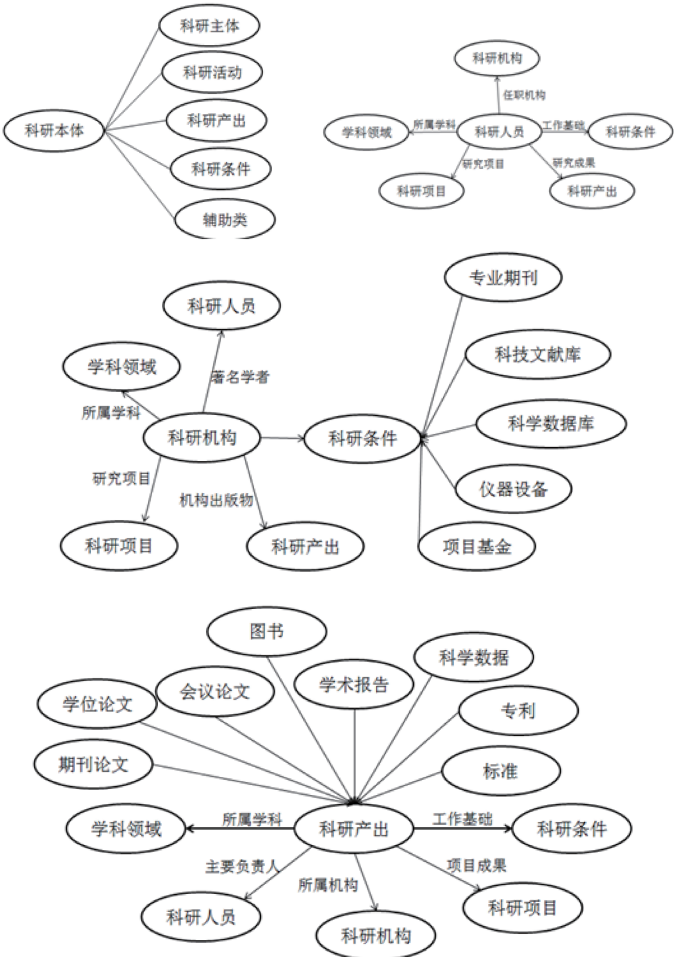 科研主体
科研活动
科研本体
科研产出
科研条件
辅助类
科研机构
任职机构
学科领域
所属学科
科研人员
工作基础
科研条件
研究项目
研究成果
科研项目
科研产出
专业期刊
科研人员
科技文献库
学科领域
著名学者
所属学科
科研机构
科研条件
科学数据库
研究项目
机构出版物
仪器设备
科研项目
科研产出
项目基金
图书
科学数据
学术报告
会议论文
学位论文
专利
期刊论文
标准
学科领域
所属学科
科研产出
工作基础
科研条件
主要负责人
所属机构
项目成果
科研人员
科研机构
科研项目